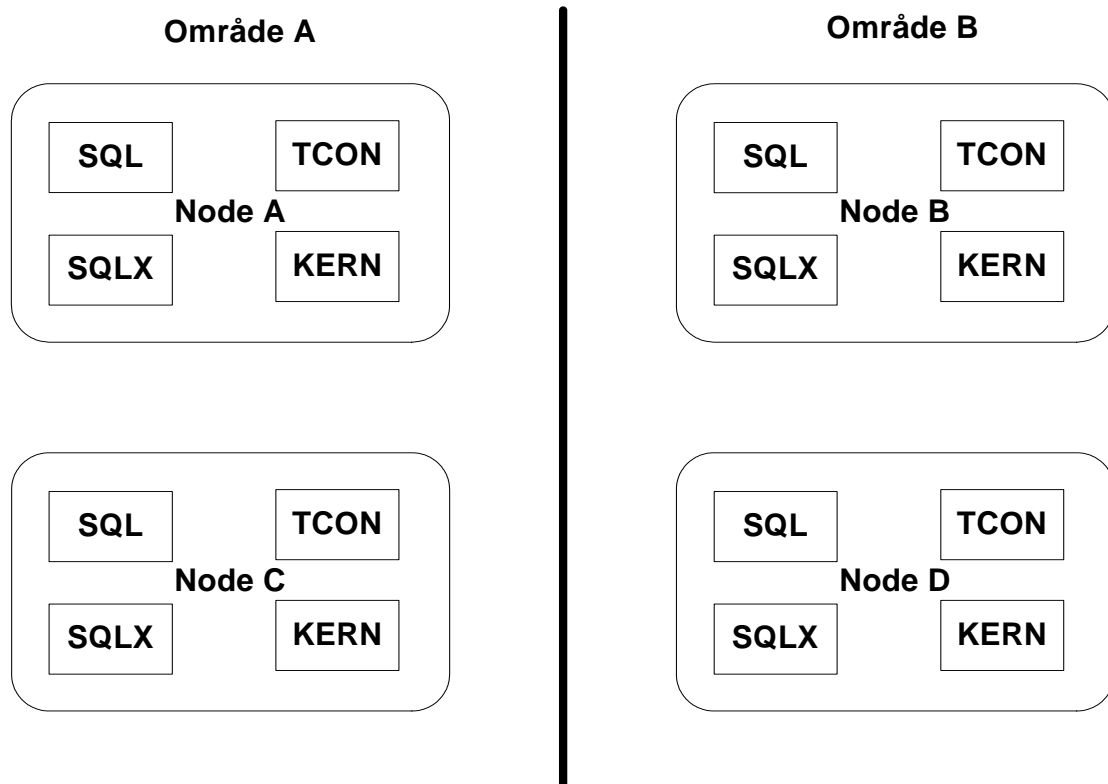 Område A
Område B
SQL
TCON
Node A
SQLX
KERN
SQL
TCON
Node B
SQLX
KERN
SQL
TCON
Node C
SQLX
KERN
SQL
TCON
Node D
SQLX
KERN